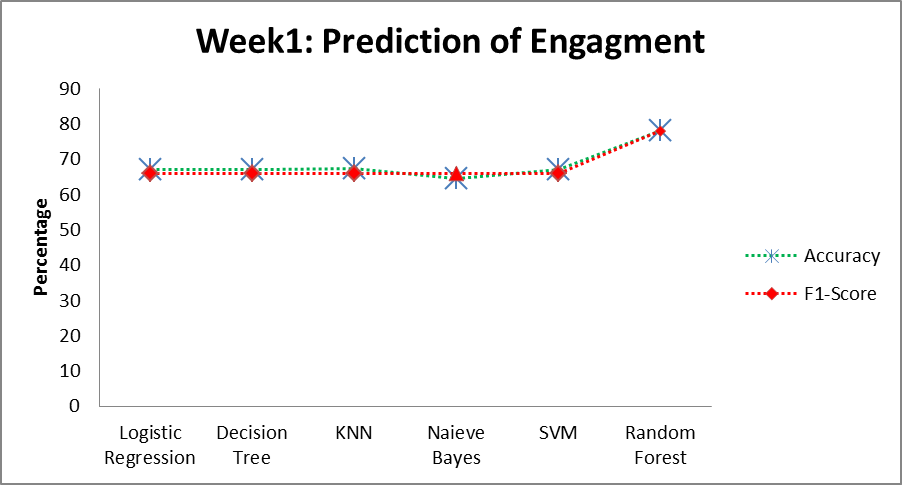 Week1: Prediction of Engagment
90
80
70
60
50
40
30
20
10
0
Percentage
Logistic
Regression
Decision
Tree
KNN
Naieve
Bayes
SVM
Random
Forest
Accuracy
F1-Score